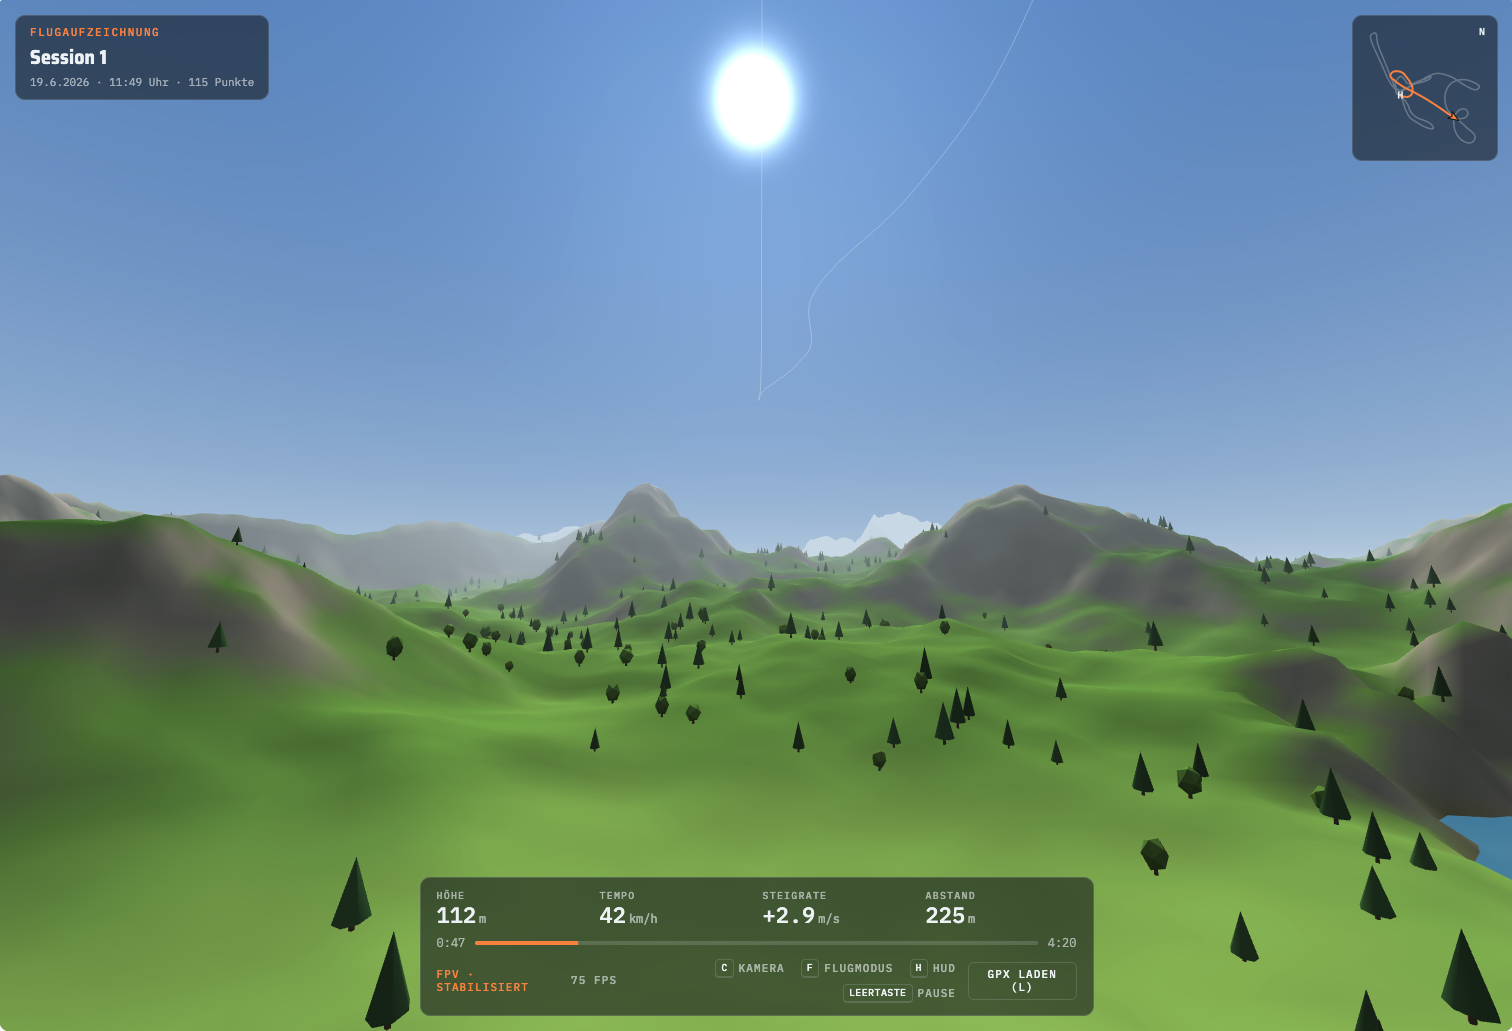 FLUGAUFZEICHNUNG
Session 1
19.6.2026 · 11:49 Uhr · 115 Punkte
N
H
HÖHE TEMPO STEIGRATE ABSTAND
112 m 42 km/h +2.9 m/s 225 m
0:47 4:20
FPV ·
STABILISIERT
75 FPS
C KAMERA F FLUGMODUS H HUD
LEERTASTE PAUSE
GPX LADEN
(L)